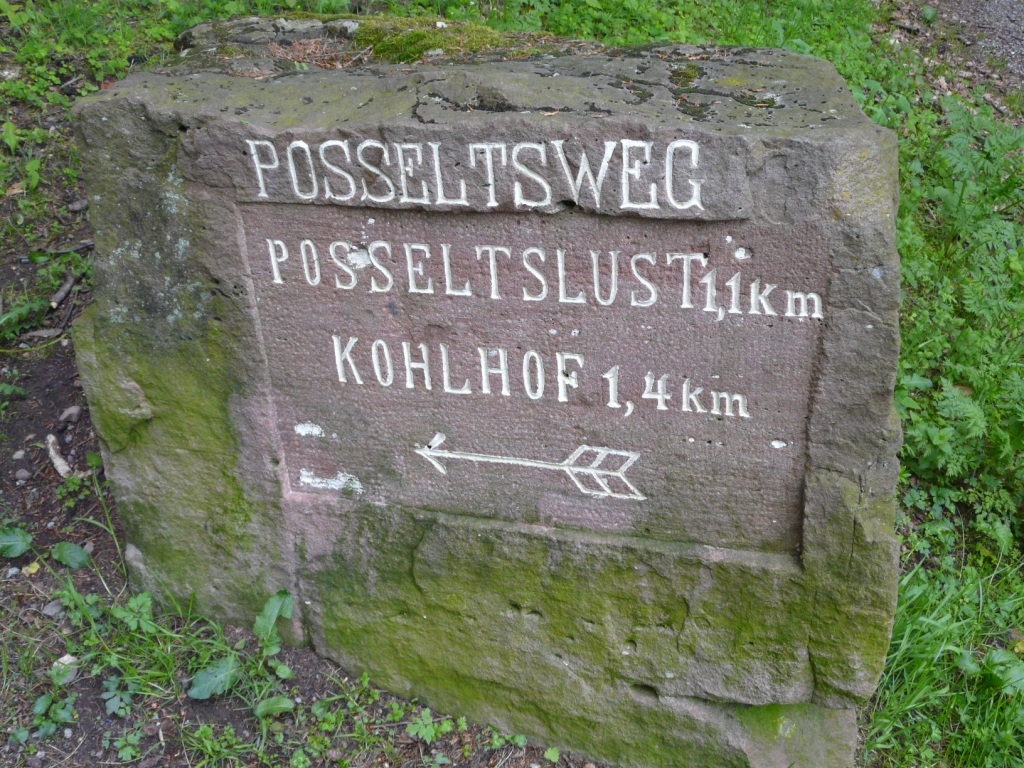 POSSELTSWEG
POSSELTSLUST 1,1 km
KOHLHOF 1,4 km